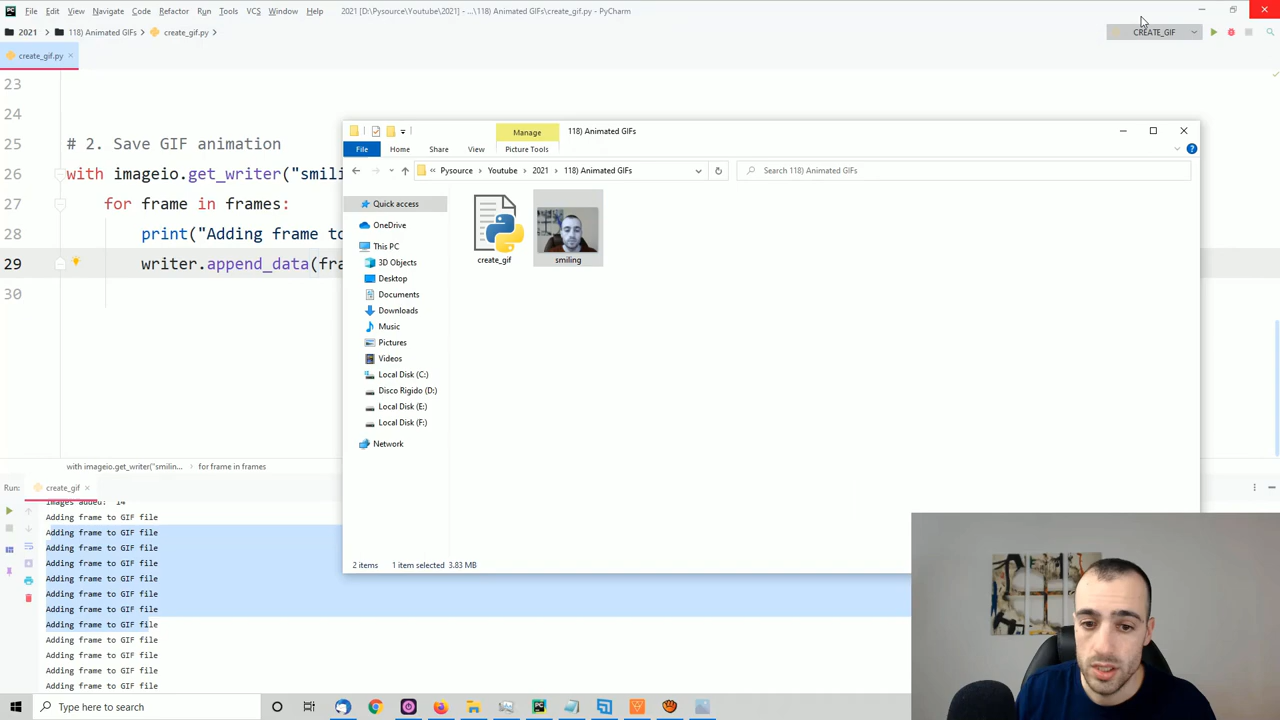 File Edit View Navigate Code Refactor Run Tools VCS Window Help 2021 [D:\Pysource\Youtube\2021] - ...\118) Animated GIFs\create_gif.py - PyCharm
2021 118) Animated GIFs create_gif.py CREATE_GIF
create_gif.py
23
24
25 # 2. Save GIF animation
26 with imageio.get_writer("smili
27 for frame in frames:
28 print("Adding frame to
29 writer.append_data(fra
30
Manage 118) Animated GIFs
File Home Share View Picture Tools
Pysource Youtube 2021 118) Animated GIFs Search 118) Animated GIFs
Quick access
OneDrive
This PC
3D Objects
Desktop
Documents
Downloads
Music
Pictures
Videos
Local Disk (C:)
Disco Rigido (D:)
Local Disk (E:)
Local Disk (F:)
Network
create_gif smiling
2 items 1 item selected 3.83 MB
with imageio.get_writer("smilin... for frame in frames
Run: create_gif
Images added: 14
Adding frame to GIF file
Adding frame to GIF file
Adding frame to GIF file
Adding frame to GIF file
Adding frame to GIF file
Adding frame to GIF file
Adding frame to GIF file
Adding frame to GIF file
Adding frame to GIF file
Adding frame to GIF file
Adding frame to GIF file
Adding frame to GIF file
Type here to search